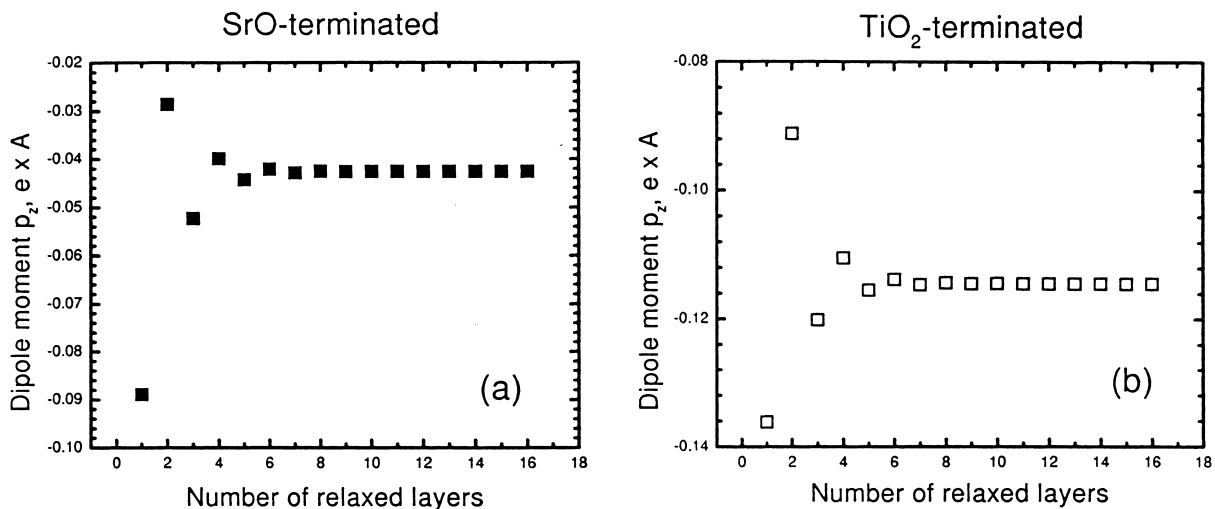 SrO-terminated
Dipole moment p_z, e x A
-0.02
-0.03
-0.04
-0.05
-0.06
-0.07
-0.08
-0.09
-0.10
(a)
0 2 4 6 8 10 12 14 16 18
Number of relaxed layers
TiO₂-terminated
Dipole moment p_z, e x A
-0.08
-0.10
-0.12
-0.14
(b)
0 2 4 6 8 10 12 14 16 18
Number of relaxed layers